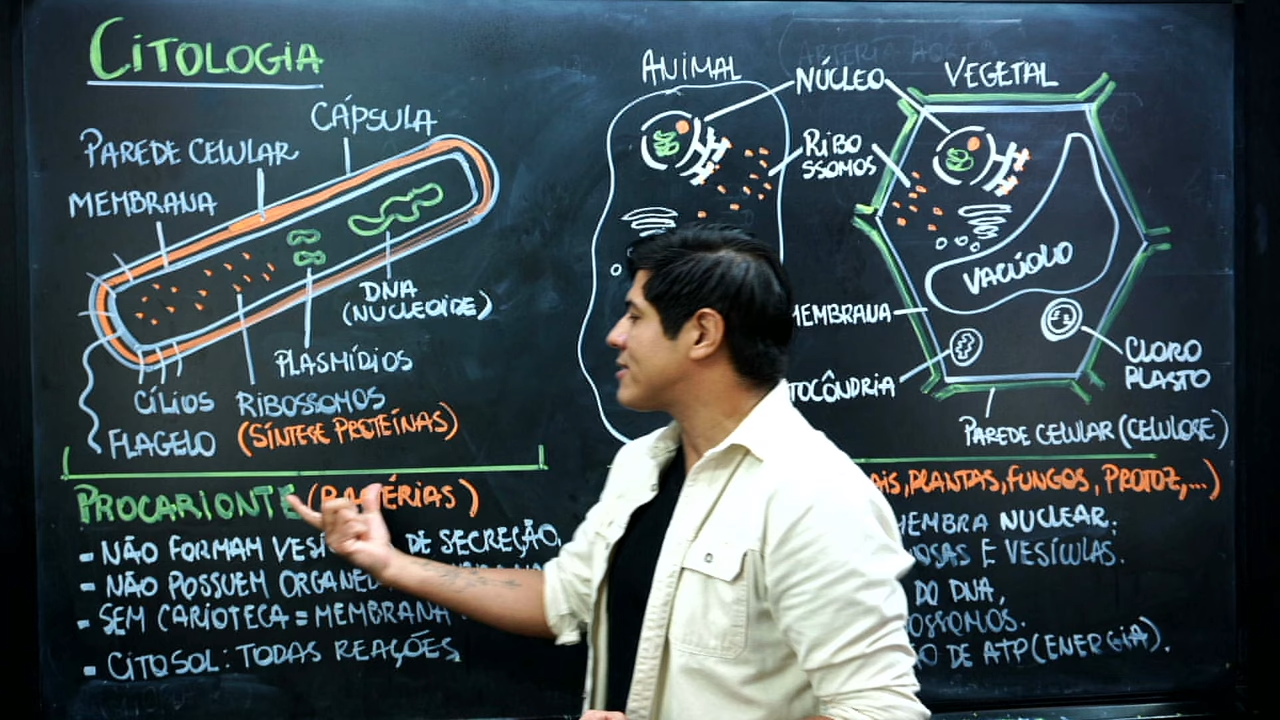 CITOLOGIA
CÁPSULA
PAREDE CELULAR
MEMBRANA
DNA
(NUCLEOIDE)
PLASMÍDIOS
CÍLIOS
RIBOSSOMOS
(SÍNTESE PROTEÍNAS)
FLAGELO
PROCARIONTE (BACTÉRIAS)
- NÃO FORMAM DE SECREÇÃO.
- NÃO POSSUEM
- SEM CARIOTECA = MEMBRANA
- CITOSOL: TODAS REAÇÕES
ANIMAL
NÚCLEO
VEGETAL
RIBO
SSOMOS
VACÚOLO
MEMBRANA
CLORO
PLASTO
PAREDE CELULAR (CELULOSE)
PLANTAS, FUNGOS, PROTOZ,...)
NUCLEAR.
E VESÍCULAS.
DO DNA,
DE ATP (ENERGIA).